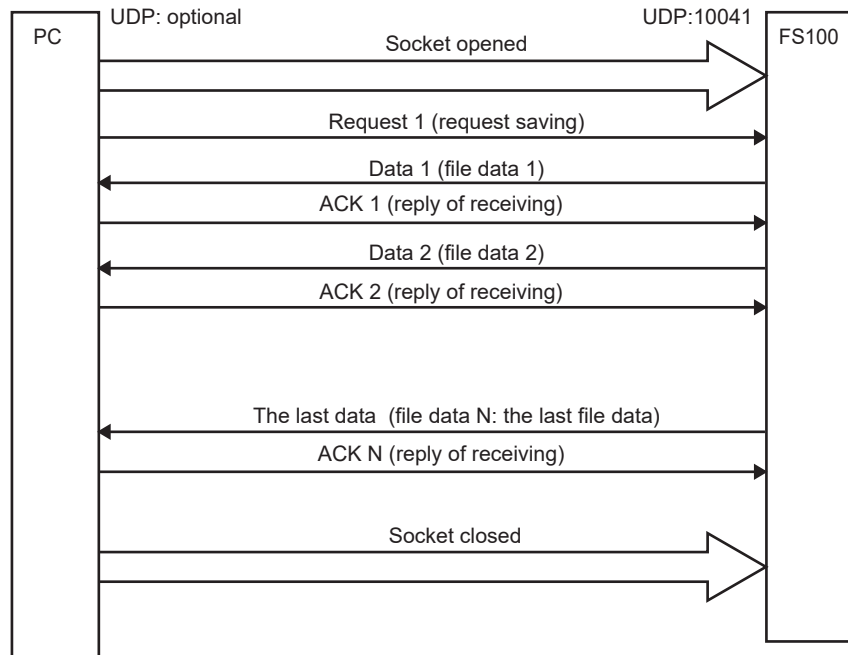 UDP: optional
UDP:10041
PC
FS100
Socket opened
Request 1 (request saving)
Data 1 (file data 1)
ACK 1 (reply of receiving)
Data 2 (file data 2)
ACK 2 (reply of receiving)
The last data (file data N: the last file data)
ACK N (reply of receiving)
Socket closed